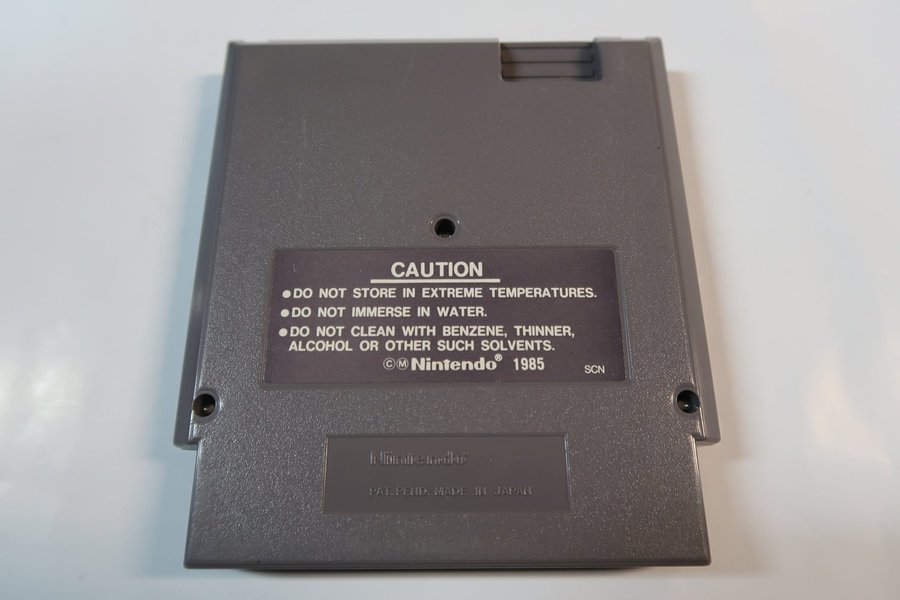 CAUTION
●DO NOT STORE IN EXTREME TEMPERATURES.
●DO NOT IMMERSE IN WATER.
●DO NOT CLEAN WITH BENZENE, THINNER,
ALCOHOL OR OTHER SUCH SOLVENTS.
©ⓂNintendo® 1985
SCN
Nintendo®
PAT. PEND. MADE IN JAPAN